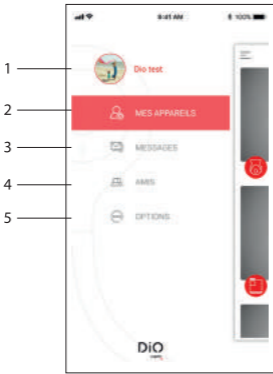 9:41 AM 100%
1 Dio test
2 MES APPAREILS
3 MESSAGES
4 AMIS
5 OPTIONS
DiO